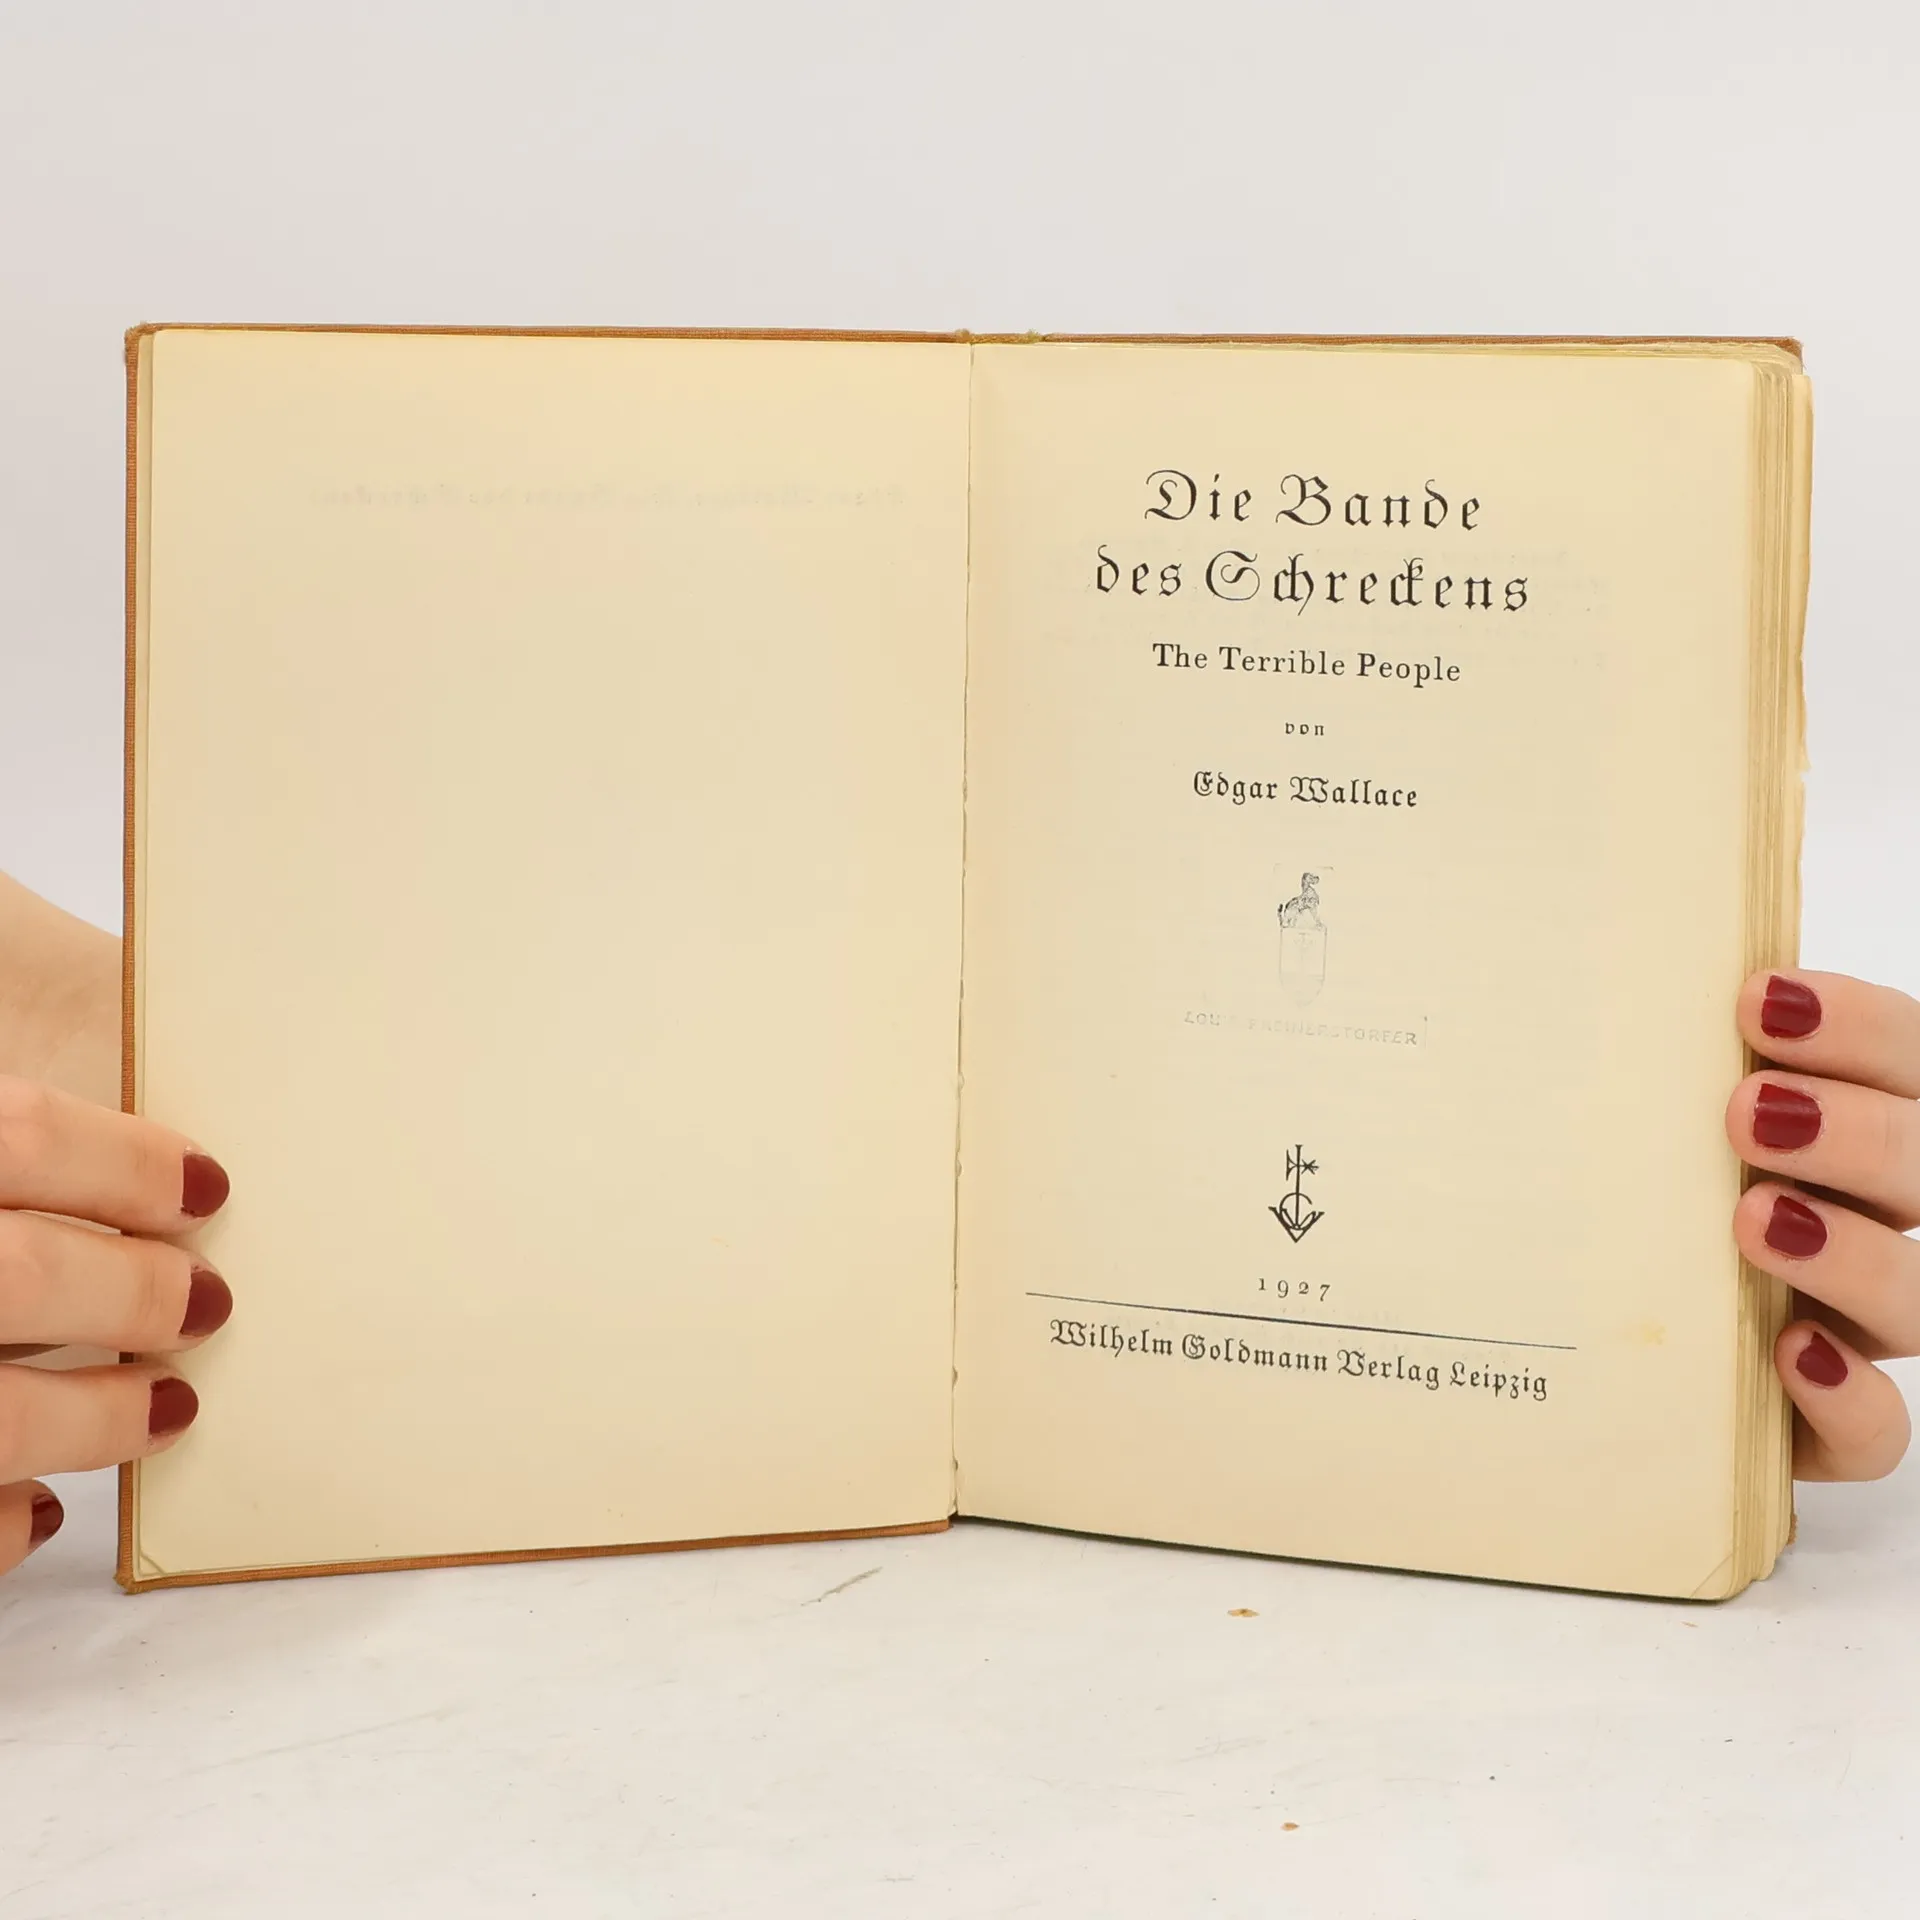 Die Bande
des Schreckens
The Terrible People
von
Edgar Wallace
1927
Wilhelm Goldmann Verlag Leipzig